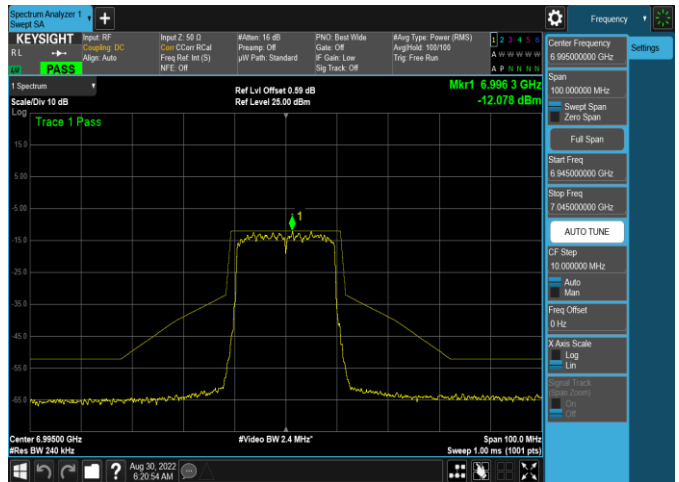 Spectrum Analyzer 1
Swept SA
+
Frequency
KEYSIGHT
RL
LW
PASS
Input: RF
Coupling: DC
Align: Auto
Input Z: 50 Ω
Corr CCorr RCal
Freq Ref: Int (S)
NFE: Off
#Atten: 16 dB
Preamp: Off
µW Path: Standard
PNO: Best Wide
Gate: Off
IF Gain: Low
Sig Track: Off
#Avg Type: Power (RMS)
Avg|Hold: 100/100
Trig: Free Run
1 2 3 4 5 6
A W W W W W
A P N N N N
1 Spectrum
Scale/Div 10 dB
Log
Ref Lvl Offset 0.59 dB
Ref Level 25.00 dBm
Mkr1 6.996 3 GHz
-12.078 dBm
Trace 1 Pass
15.0
5.00
-5.00
-15.0
-25.0
-35.0
-45.0
-55.0
-65.0
1
Center 6.99500 GHz
#Res BW 240 kHz
#Video BW 2.4 MHz*
Span 100.0 MHz
Sweep 1.00 ms (1001 pts)
?
Aug 30, 2022
6:20:54 AM
Center Frequency
6.995000000 GHz
Settings
Span
100.000000 MHz
Swept Span
Zero Span
Full Span
Start Freq
6.945000000 GHz
Stop Freq
7.045000000 GHz
AUTO TUNE
CF Step
10.000000 MHz
Auto
Man
Freq Offset
0 Hz
X Axis Scale
Log
Lin
Signal Track
(Span Zoom)
On
Off